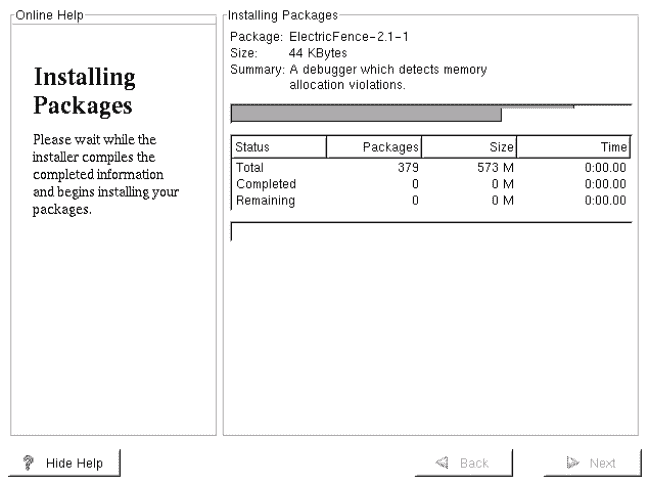 Online Help
Installing
Packages
Please wait while the
installer compiles the
completed information
and begins installing your
packages.
Installing Packages
Package: ElectricFence-2.1-1
Size: 44 KBytes
Summary: A debugger which detects memory
allocation violations.
Status Packages Size Time
Total 379 573 M 0:00.00
Completed 0 0 M 0:00.00
Remaining 0 0 M 0:00.00
Hide Help Back Next